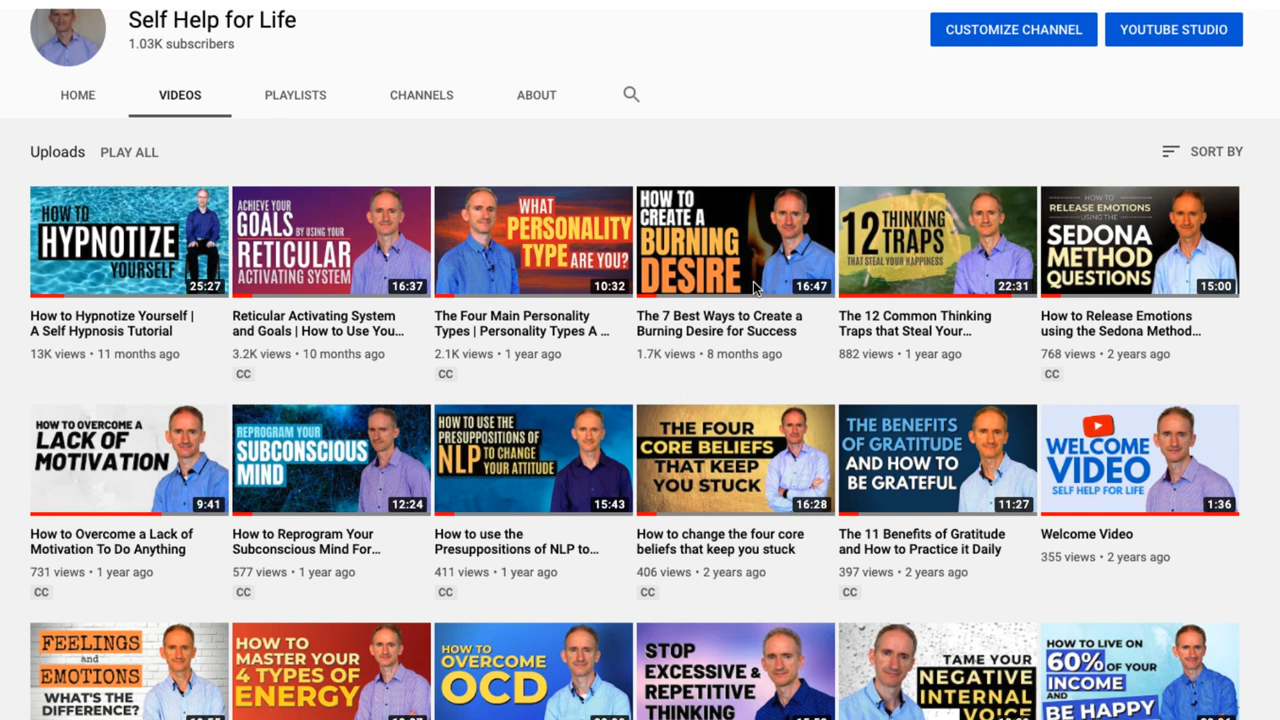 Self Help for Life
1.03K subscribers
CUSTOMIZE CHANNEL
YOUTUBE STUDIO
HOME
VIDEOS
PLAYLISTS
CHANNELS
ABOUT
Uploads
PLAY ALL
SORT BY
HOW TO
HYPNOTIZE
YOURSELF
25:27
ACHIEVE YOUR
GOALS BY USING YOUR
RETICULAR
ACTIVATING SYSTEM
16:37
WHAT
PERSONALITY
TYPE ARE YOU?
10:32
HOW TO
CREATE A
BURNING
DESIRE
16:47
12 THINKING
TRAPS
THAT STEAL YOUR HAPPINESS
22:31
HOW TO
RELEASE EMOTIONS
USING THE
SEDONA
METHOD
QUESTIONS
15:00
How to Hypnotize Yourself |
A Self Hypnosis Tutorial
13K views • 11 months ago
Reticular Activating System
and Goals | How to Use You...
3.2K views • 10 months ago
CC
The Four Main Personality
Types | Personality Types A ...
2.1K views • 1 year ago
CC
The 7 Best Ways to Create a
Burning Desire for Success
1.7K views • 8 months ago
The 12 Common Thinking
Traps that Steal Your...
882 views • 1 year ago
How to Release Emotions
using the Sedona Method...
768 views • 2 years ago
CC
HOW TO OVERCOME A
LACK OF
MOTIVATION
9:41
REPROGRAM YOUR
SUBCONSCIOUS
MIND
12:24
HOW TO USE THE
PRESUPPOSITIONS OF
NLP TO CHANGE
YOUR ATTITUDE
15:43
THE FOUR
CORE BELIEFS
THAT KEEP
YOU STUCK
16:28
THE BENEFITS
OF GRATITUDE
AND HOW TO
BE GRATEFUL
11:27
WELCOME
VIDEO
SELF HELP FOR LIFE
1:36
How to Overcome a Lack of
Motivation To Do Anything
731 views • 1 year ago
CC
How to Reprogram Your
Subconscious Mind For...
577 views • 1 year ago
CC
How to use the
Presuppositions of NLP to...
411 views • 1 year ago
CC
How to change the four core
beliefs that keep you stuck
406 views • 2 years ago
CC
The 11 Benefits of Gratitude
and How to Practice it Daily
397 views • 2 years ago
CC
Welcome Video
355 views • 2 years ago
FEELINGS
and
EMOTIONS
WHAT'S THE
DIFFERENCE?
HOW TO
MASTER YOUR
4 TYPES OF
ENERGY
HOW TO
OVERCOME
OCD
STOP
EXCESSIVE &
REPETITIVE
THINKING
TAME YOUR
NEGATIVE
INTERNAL
VOICE
HOW TO LIVE ON
60% OF YOUR
INCOME
AND
BE HAPPY